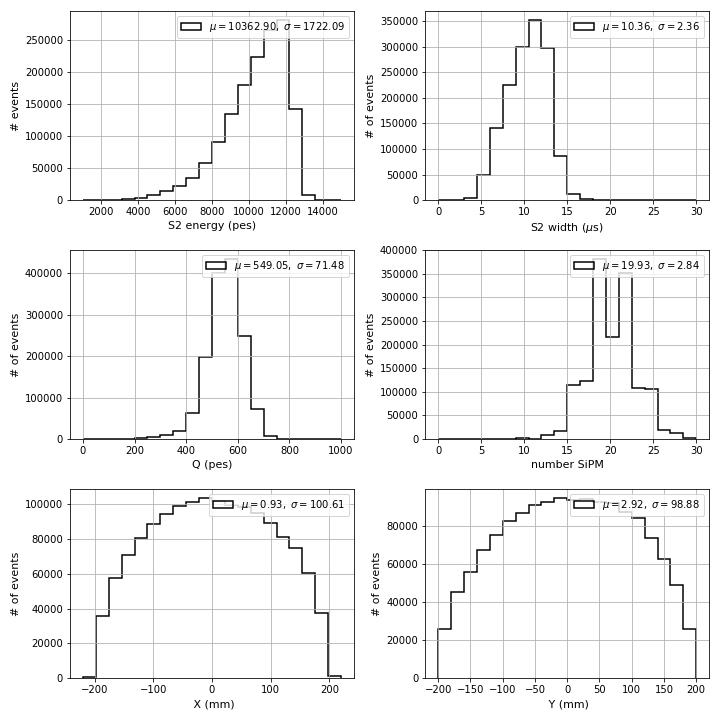 μ = 10362.90, σ = 1722.09
# events
250000
200000
150000
100000
50000
0
2000 4000 6000 8000 10000 12000 14000
S2 energy (pes)
μ = 10.36, σ = 2.36
# of events
350000
300000
250000
200000
150000
100000
50000
0
0 5 10 15 20 25 30
S2 width (μs)
μ = 549.05, σ = 71.48
# of events
400000
300000
200000
100000
0
0 200 400 600 800 1000
Q (pes)
μ = 19.93, σ = 2.84
# of events
400000
350000
300000
250000
200000
150000
100000
50000
0
0 5 10 15 20 25 30
number SiPM
μ = 0.93, σ = 100.61
# of events
100000
80000
60000
40000
20000
0
−200 −100 0 100 200
X (mm)
μ = 2.92, σ = 98.88
# of events
80000
60000
40000
20000
0
−200 −150 −100 −50 0 50 100 150 200
Y (mm)